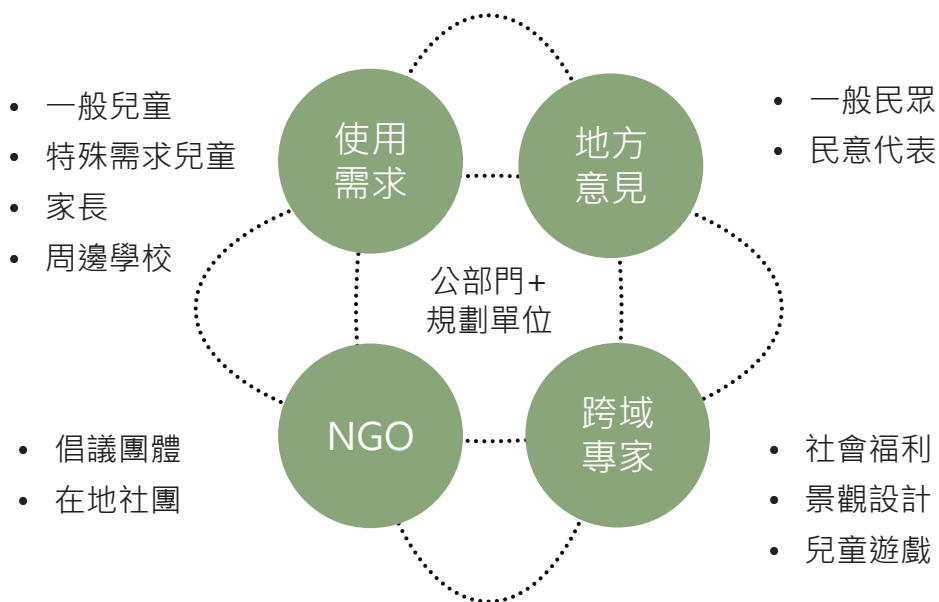 • 一般兒童
• 特殊需求兒童
• 家長
• 周邊學校
使用
需求
地方
意見
• 一般民眾
• 民意代表
公部門+
規劃單位
• 倡議團體
• 在地社團
NGO
跨域
專家
• 社會福利
• 景觀設計
• 兒童遊戲